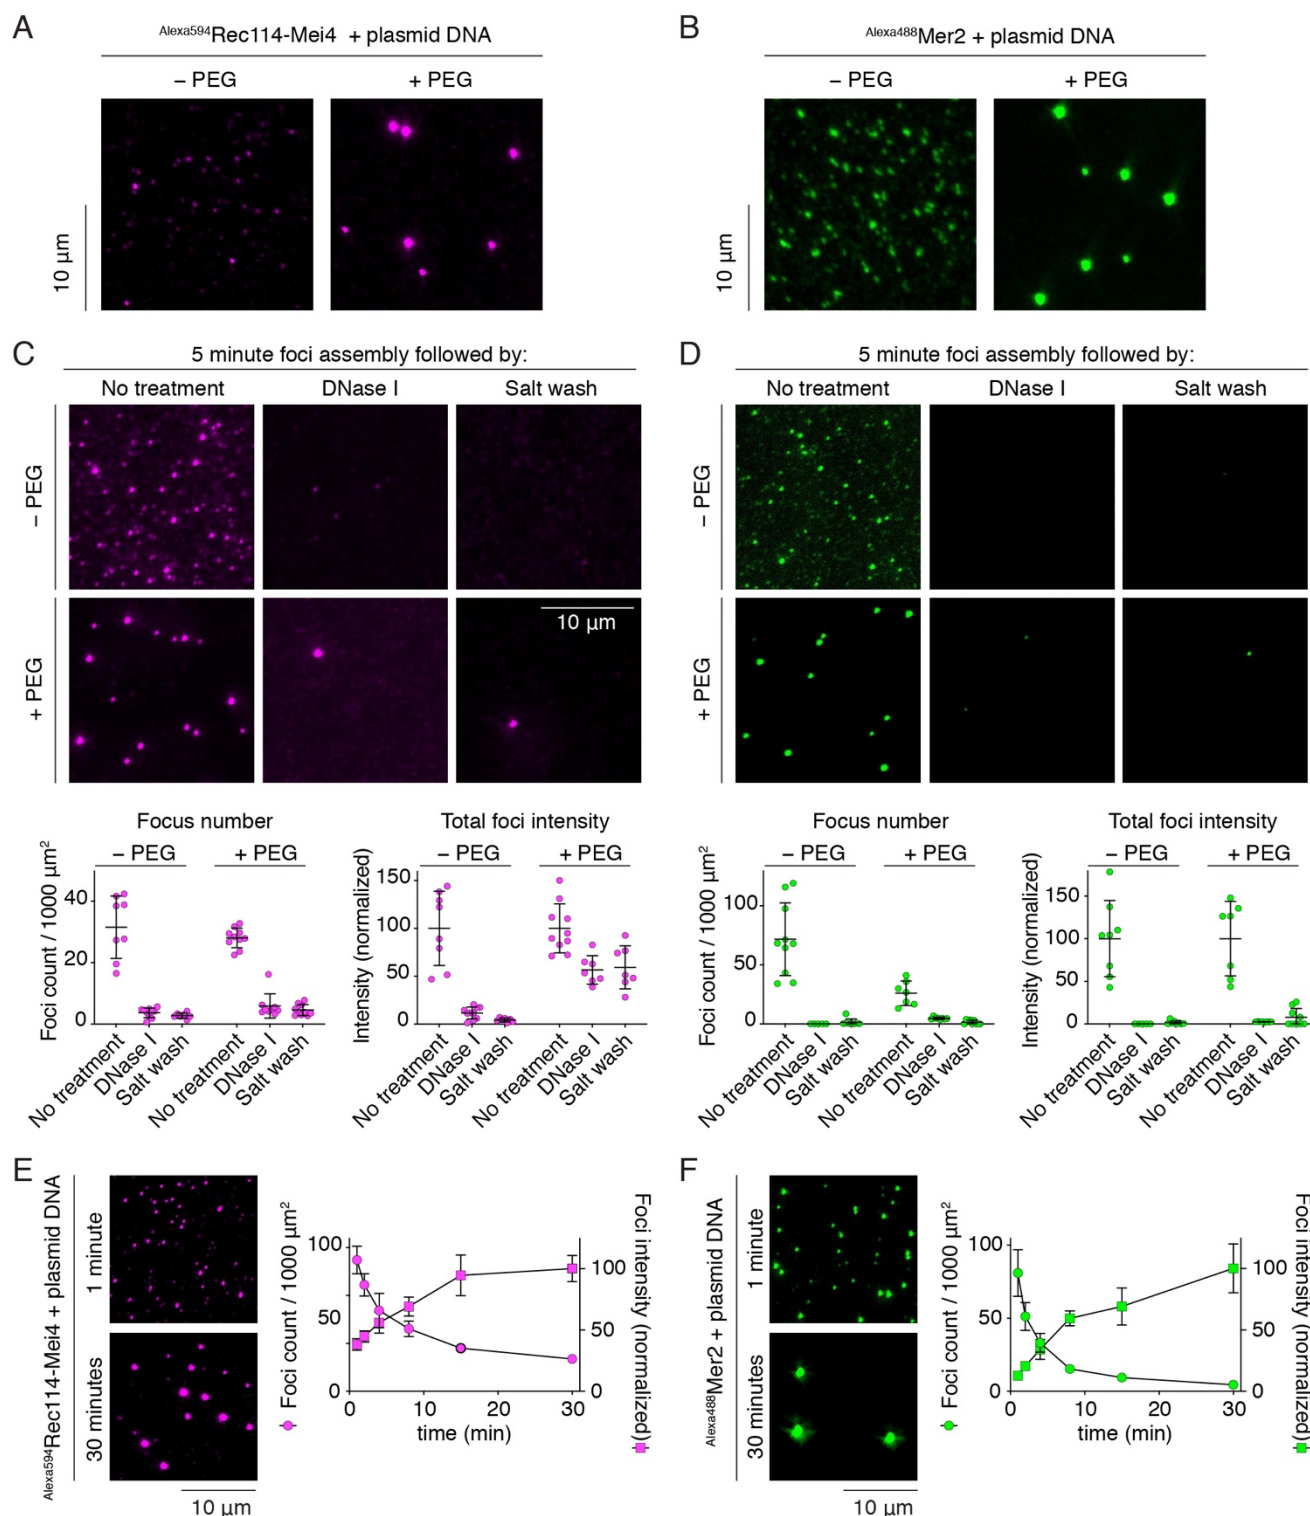 A
Alexa594Rec114-Mei4 + plasmid DNA
– PEG
+ PEG
10 µm
B
Alexa488Mer2 + plasmid DNA
– PEG
+ PEG
10 µm
C
5 minute foci assembly followed by:
No treatment
DNase I
Salt wash
– PEG
+ PEG
10 µm
Focus number
– PEG
+ PEG
Foci count / 1000 µm²
40
20
0
No treatment
DNase I
Salt wash
No treatment
DNase I
Salt wash
Total foci intensity
– PEG
+ PEG
Intensity (normalized)
150
100
50
0
No treatment
DNase I
Salt wash
No treatment
DNase I
Salt wash
D
5 minute foci assembly followed by:
No treatment
DNase I
Salt wash
– PEG
+ PEG
Focus number
– PEG
+ PEG
Foci count / 1000 µm²
100
50
0
No treatment
DNase I
Salt wash
No treatment
DNase I
Salt wash
Total foci intensity
– PEG
+ PEG
Intensity (normalized)
150
100
50
0
No treatment
DNase I
Salt wash
No treatment
DNase I
Salt wash
E
Alexa594Rec114-Mei4 + plasmid DNA
1 minute
30 minutes
10 µm
Foci count / 1000 µm²
100
50
0
0
10
20
30
time (min)
100
50
0
Foci intensity
(normalized)
F
Alexa488Mer2 + plasmid DNA
1 minute
30 minutes
10 µm
Foci count / 1000 µm²
100
50
0
0
10
20
30
time (min)
100
50
0
Foci intensity
(normalized)